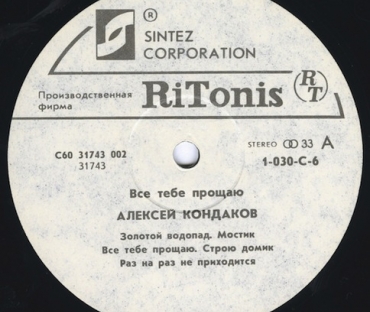 ®
SINTEZ
CORPORATION
Производственная
фирма
RiTonis
RT
С60 31743 002
31743
STEREO 33 A
1-030-С-6
Все тебе прощаю
АЛЕКСЕЙ КОНДАКОВ
Золотой водопад. Мостик
Все тебе прощаю. Строю домик
Раз на раз не приходится